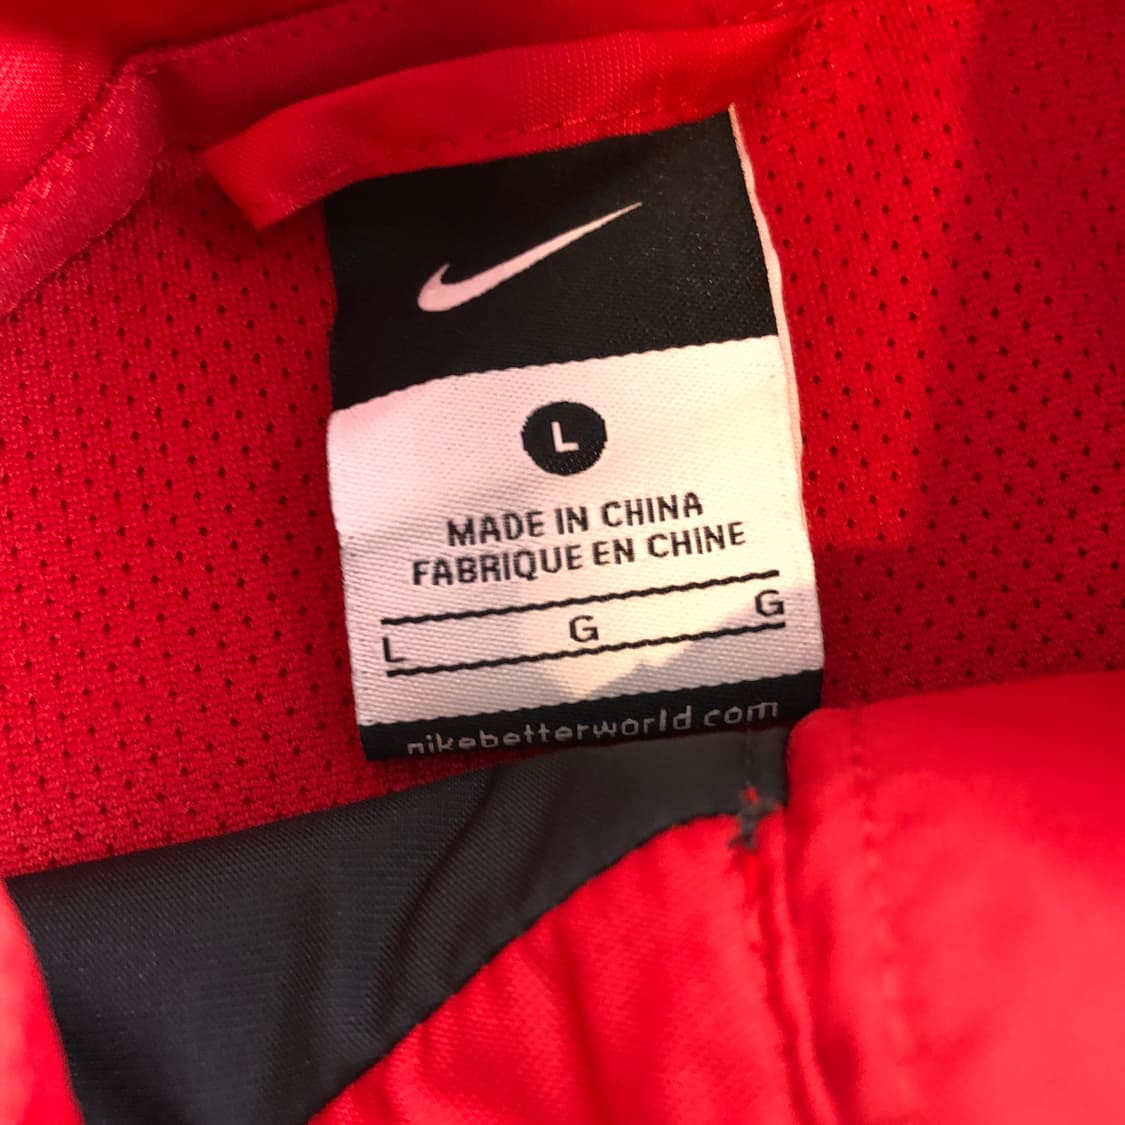 L
MADE IN CHINA
FABRIQUE EN CHINE
L G G
nikebetterworld.com